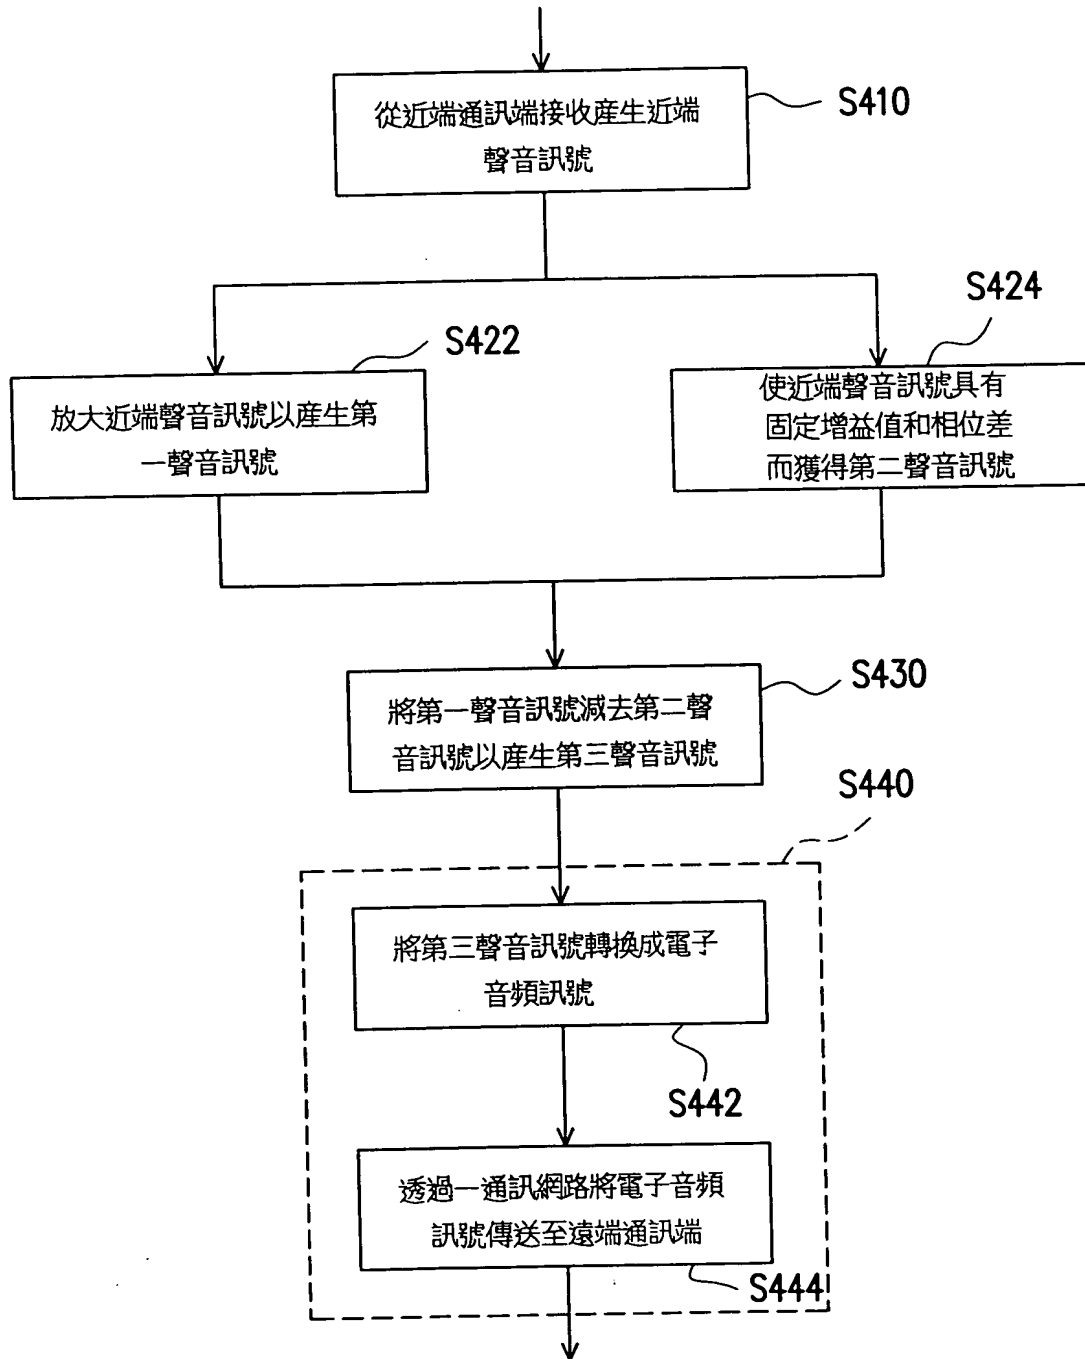 從近端通訊端接收產生近端
聲音訊號
S410
S424
S422
放大近端聲音訊號以產生第
一聲音訊號
使近端聲音訊號具有
固定增益值和相位差
而獲得第二聲音訊號
將第一聲音訊號減去第二聲
音訊號以產生第三聲音訊號
S430
S440
將第三聲音訊號轉換成電子
音頻訊號
S442
透過一通訊網路將電子音頻
訊號傳送至遠端通訊端
S444